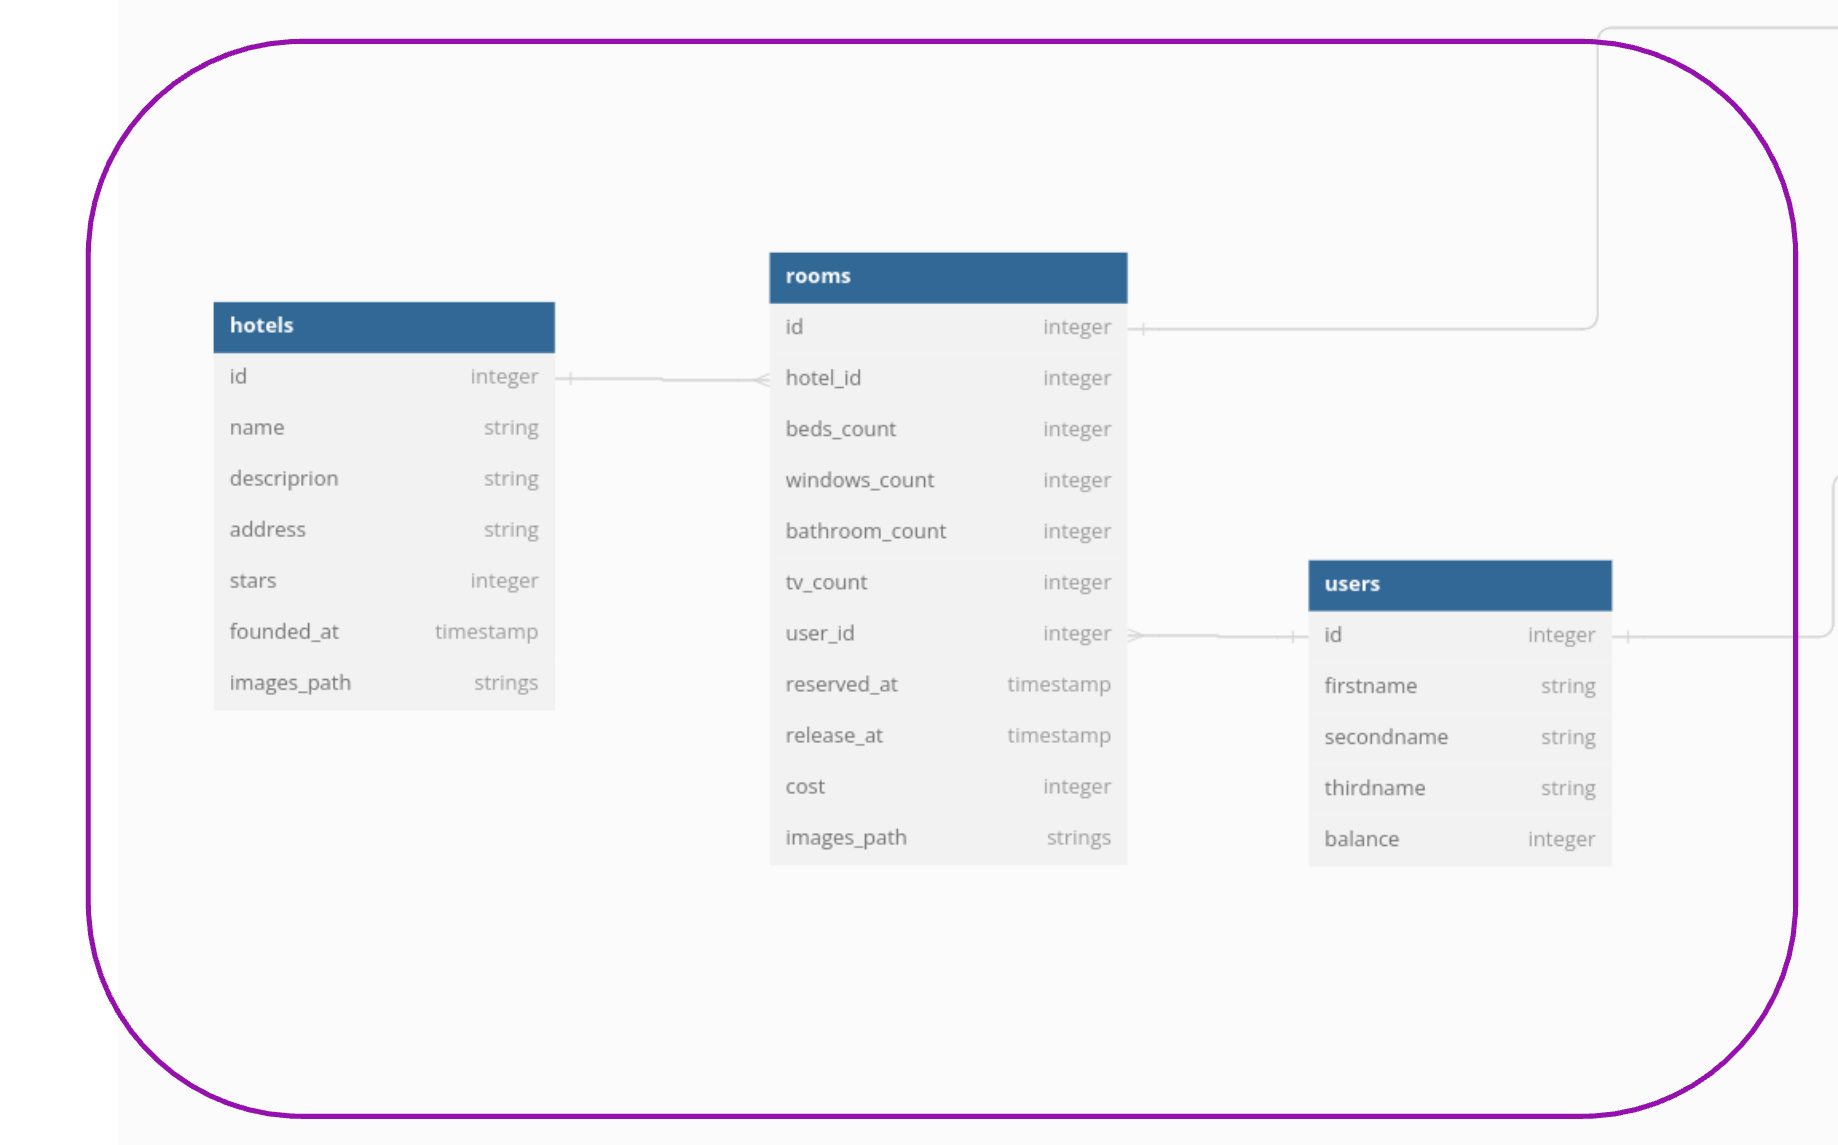 hotels
id integer
name string
descriprion string
address string
stars integer
founded_at timestamp
images_path strings
rooms
id integer
hotel_id integer
beds_count integer
windows_count integer
bathroom_count integer
tv_count integer
user_id integer
reserved_at timestamp
release_at timestamp
cost integer
images_path strings
users
id integer
firstname string
secondname string
thirdname string
balance integer